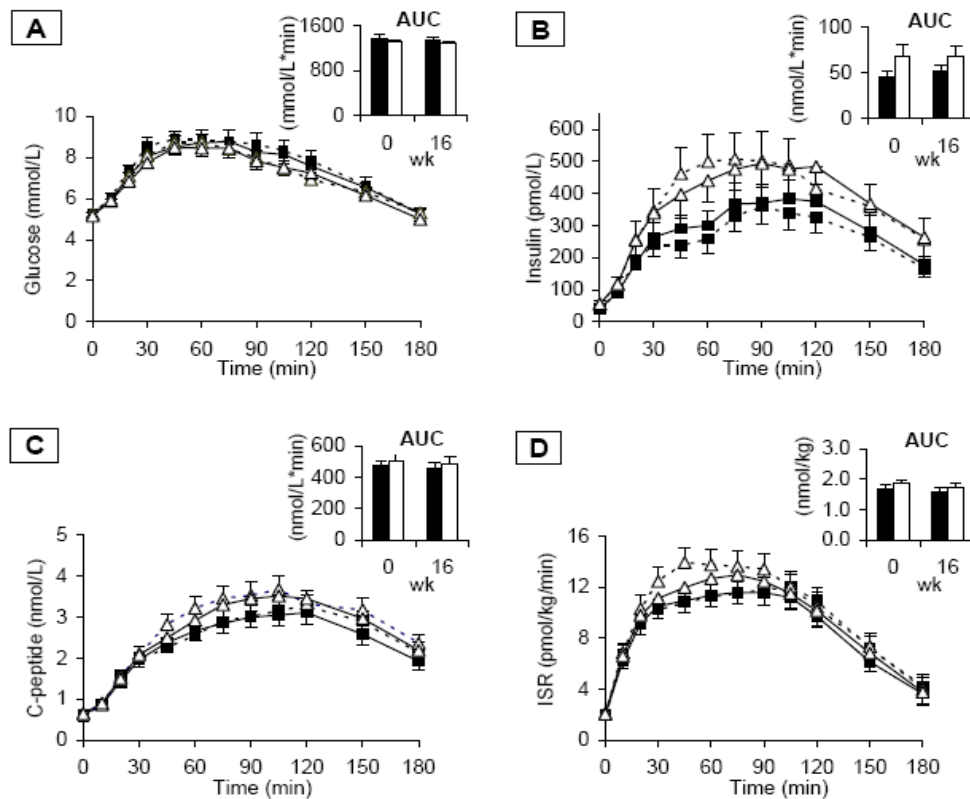 A
AUC
(mmol/L*min)
1600
800
0
0
16
wk
Glucose (mmol/L)
10
8
6
4
2
0
0 30 60 90 120 150 180
Time (min)
B
AUC
(nmol/L*min)
100
50
0
0
16
wk
Insulin (pmol/L)
600
500
400
300
200
100
0
0 30 60 90 120 150 180
Time (min)
C
AUC
(nmol/L*min)
600
400
200
0
0
16
wk
C-peptide (nmol/L)
5
4
3
2
1
0
0 30 60 90 120 150 180
Time (min)
D
AUC
(nmol/kg)
3.0
2.0
1.0
0.0
0
16
wk
ISR (pmol/kg/min)
16
12
8
4
0
0 30 60 90 120 150 180
Time (min)